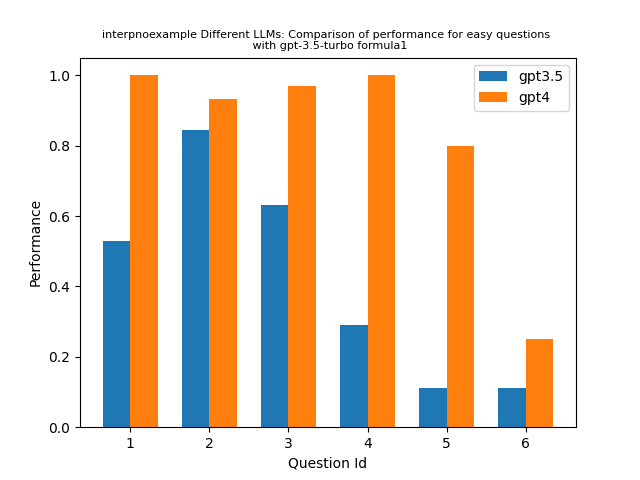 interpnoexample Different LLMs: Comparison of performance for easy questions
with gpt-3.5-turbo formula1
gpt3.5
gpt4
1.0
0.8
0.6
0.4
0.2
0.0
Performance
1 2 3 4 5 6
Question Id